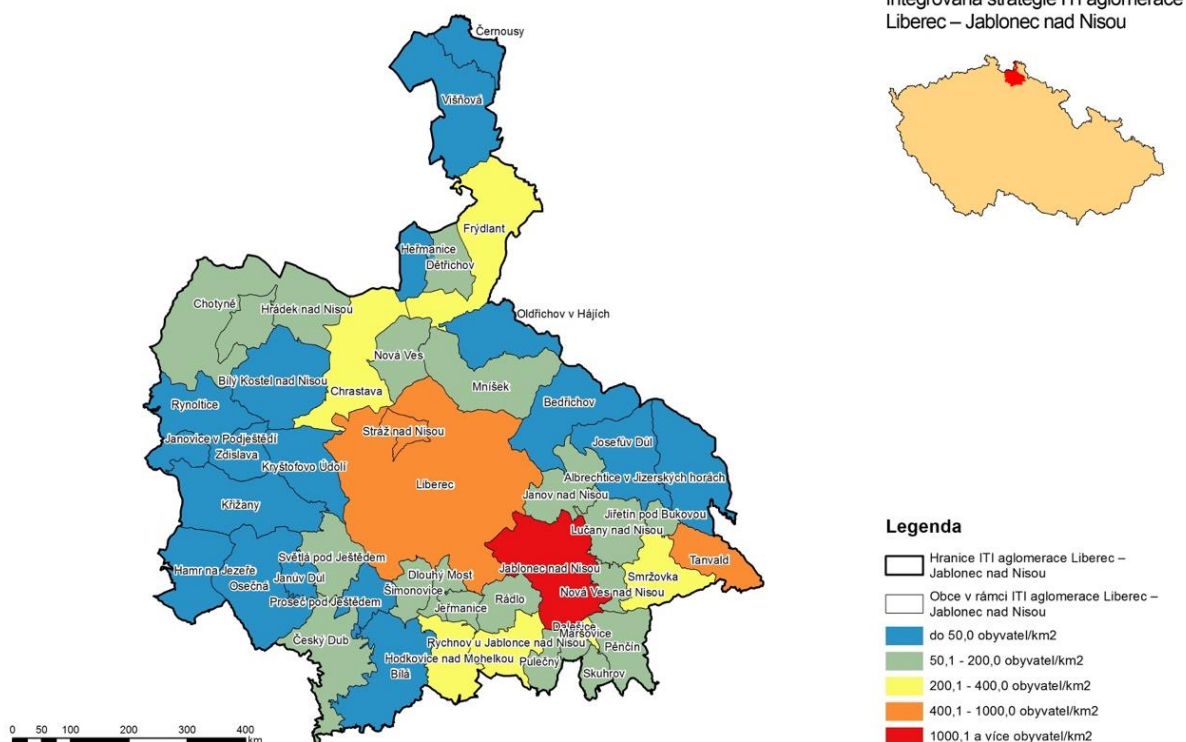 Integrovaná strategie ITI aglomerace
Liberec – Jablonec nad Nisou
Černousy
Višňová
Frýdlant
Heřmanice
Dětřichov
Chotyně
Hrádek nad Nisou
Oldřichov v Hájích
Nová Ves
Mníšek
Bílý Kostel nad Nisou
Chrastava
Rynoltice
Bedřichov
Stráž nad Nisou
Janovice v Podještědí
Josefův Důl
Zdislava
Kryštofovo Údolí
Albrechtice v Jizerských horách
Liberec
Janov nad Nisou
Křižany
Jiřetín pod Bukovou
Lučany nad Nisou
Světlá pod Ještědem
Tanvald
Hamr na Jezeře
Jablonec nad Nisou
Dlouhý Most
Janův Důl
Smržovka
Osečná
Šimonovice
Nová Ves nad Nisou
Proseč pod Ještědem
Rádlo
Jeřmanice
Dalešice
Maršovice
Český Dub
Rychnov u Jablonce nad Nisou
Pěnčín
Hodkovice nad Mohelkou
Pulečný
Bílá
Skuhrov
0 50 100 200 300 400
km
Legenda
Hranice ITI aglomerace Liberec –
Jablonec nad Nisou
Obce v rámci ITI aglomerace Liberec –
Jablonec nad Nisou
do 50,0 obyvatel/km2
50,1 - 200,0 obyvatel/km2
200,1 - 400,0 obyvatel/km2
400,1 - 1000,0 obyvatel/km2
1000,1 a více obyvatel/km2